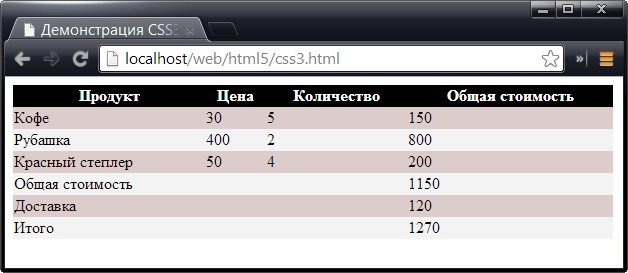 Демонстрация CSS3
localhost/web/html5/css3.html
Продукт Цена Количество Общая стоимость
Кофе 30 5 150
Рубашка 400 2 800
Красный степлер 50 4 200
Общая стоимость 1150
Доставка 120
Итого 1270